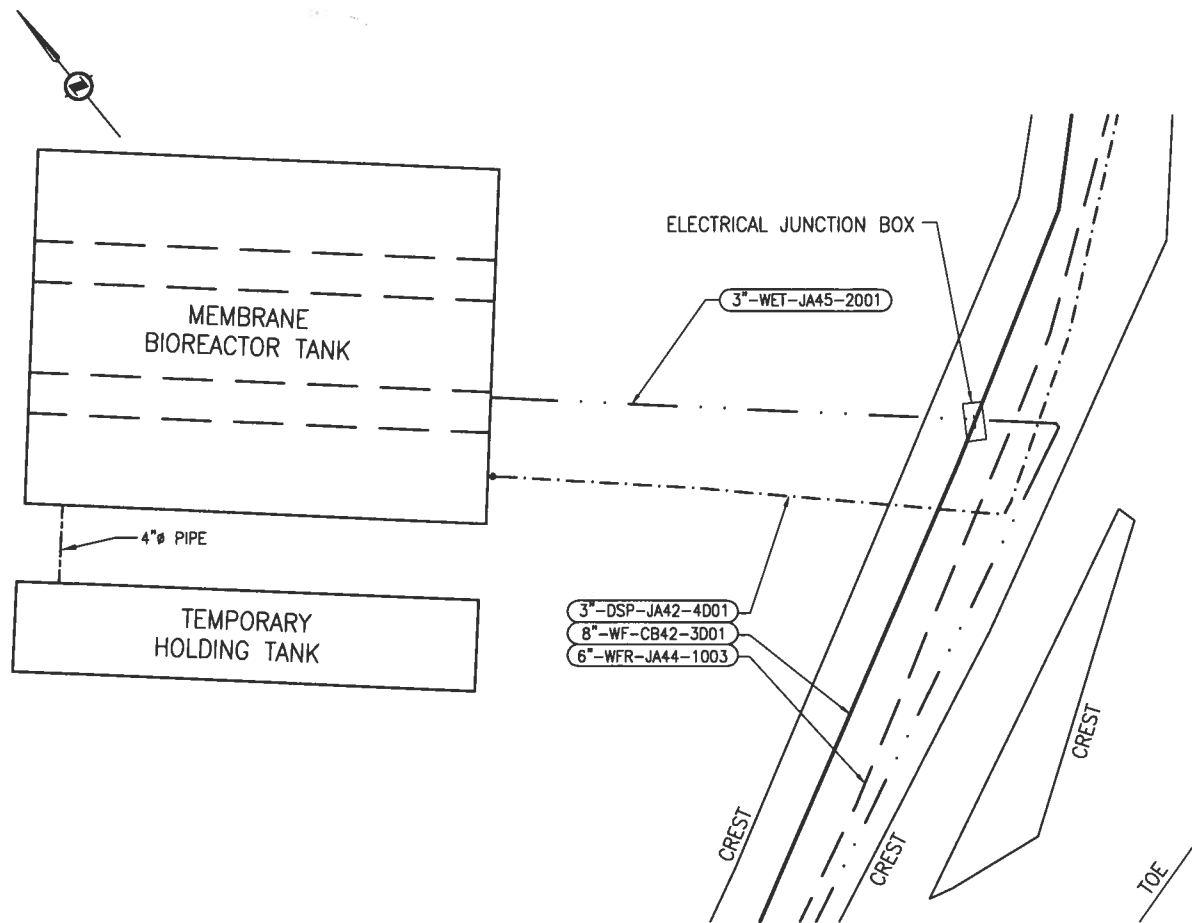 ELECTRICAL JUNCTION BOX
3"-WET-JA45-2001
MEMBRANE
BIOREACTOR TANK
4"ø PIPE
TEMPORARY
HOLDING TANK
3"-DSP-JA42-4D01
8"-WF-CB42-3D01
6"-WFR-JA44-1003
CREST
CREST
CREST
TOE